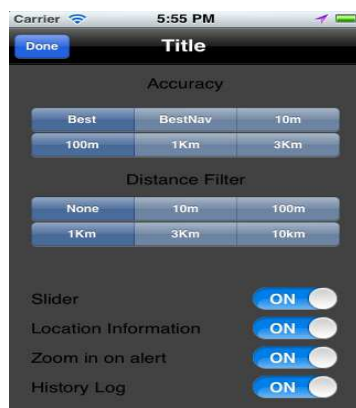 Carrier 5:55 PM
Done Title
Accuracy
Best BestNav 10m
100m 1Km 3Km
Distance Filter
None 10m 100m
1Km 3Km 10km
Slider ON
Location Information ON
Zoom in on alert ON
History Log ON